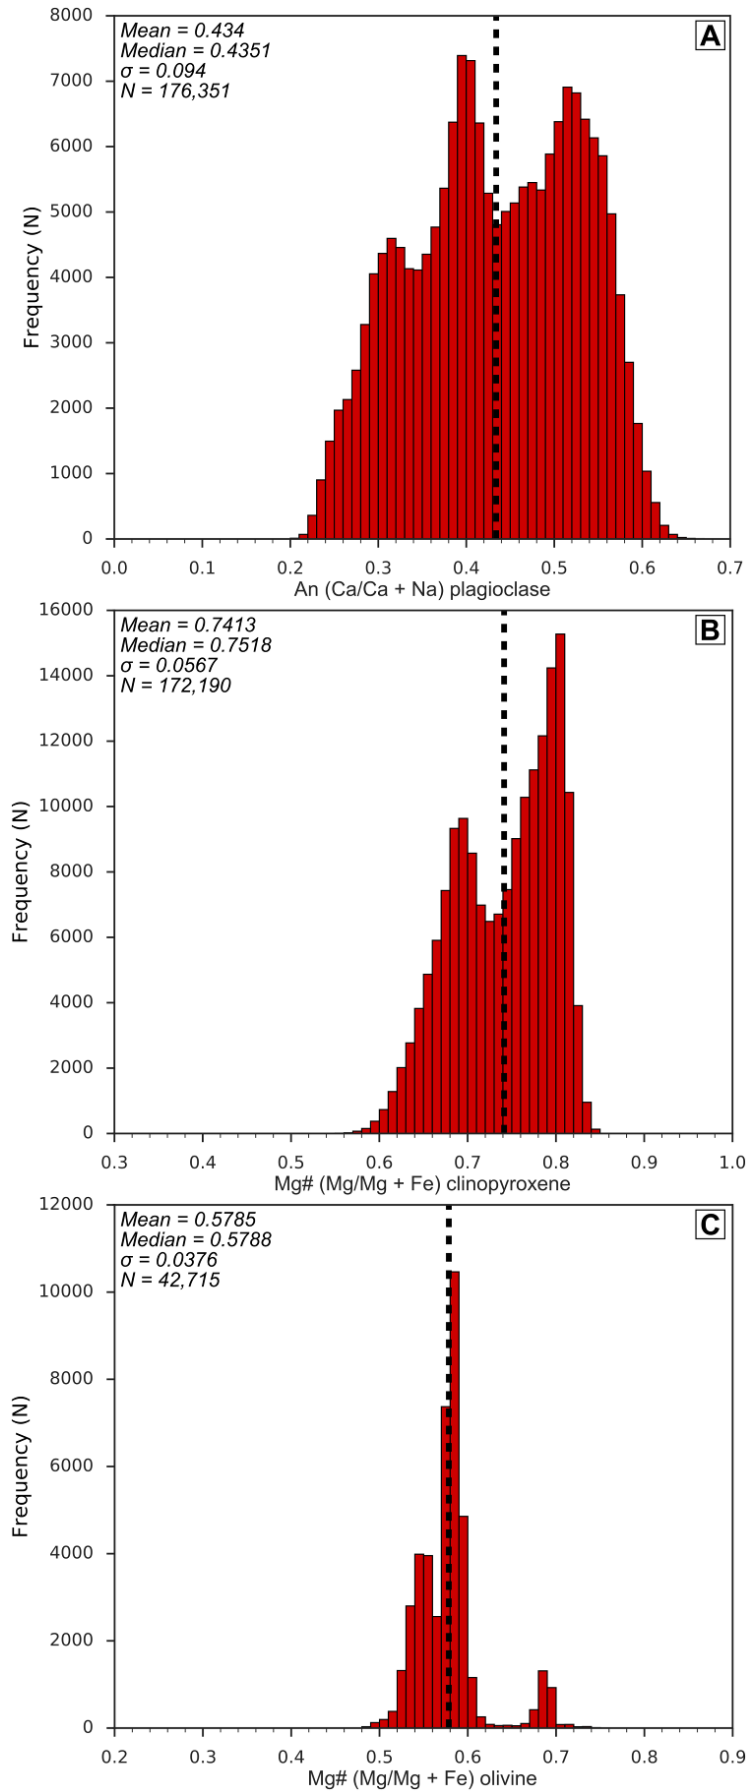 Mean = 0.434
Median = 0.4351
σ = 0.094
N = 176,351
A
8000
7000
6000
5000
4000
3000
2000
1000
0
Frequency (N)
0.0 0.1 0.2 0.3 0.4 0.5 0.6 0.7
An (Ca/Ca + Na) plagioclase
Mean = 0.7413
Median = 0.7518
σ = 0.0567
N = 172,190
B
16000
14000
12000
10000
8000
6000
4000
2000
0
Frequency (N)
0.3 0.4 0.5 0.6 0.7 0.8 0.9 1.0
Mg# (Mg/Mg + Fe) clinopyroxene
Mean = 0.5785
Median = 0.5788
σ = 0.0376
N = 42,715
C
12000
10000
8000
6000
4000
2000
0
Frequency (N)
0.2 0.3 0.4 0.5 0.6 0.7 0.8 0.9
Mg# (Mg/Mg + Fe) olivine